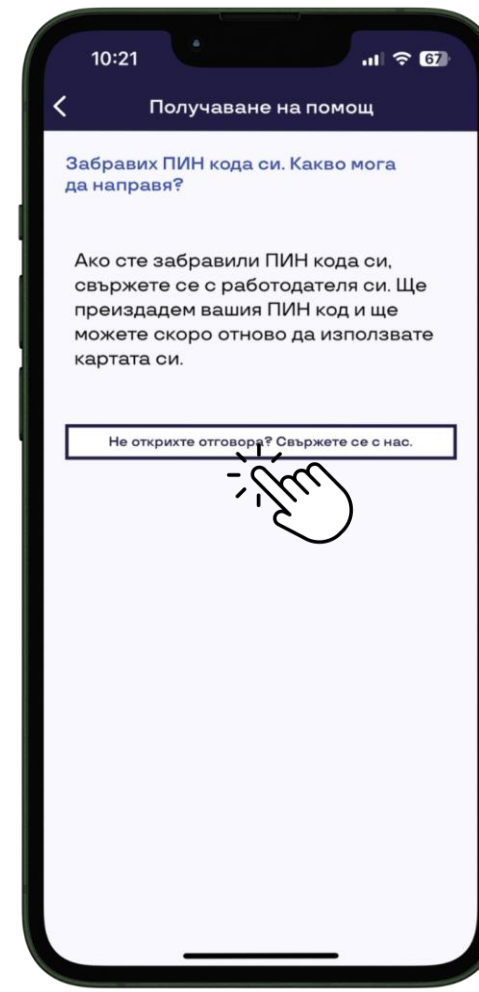 10:21
67
Получаване на помощ
Забравих ПИН кода си. Какво мога
да направя?
Ако сте забравили ПИН кода си,
свържете се с работодателя си. Ще
преиздадем вашия ПИН код и ще
можете скоро отново да използвате
картата си.
Не открихте отговора? Свържете се с нас.